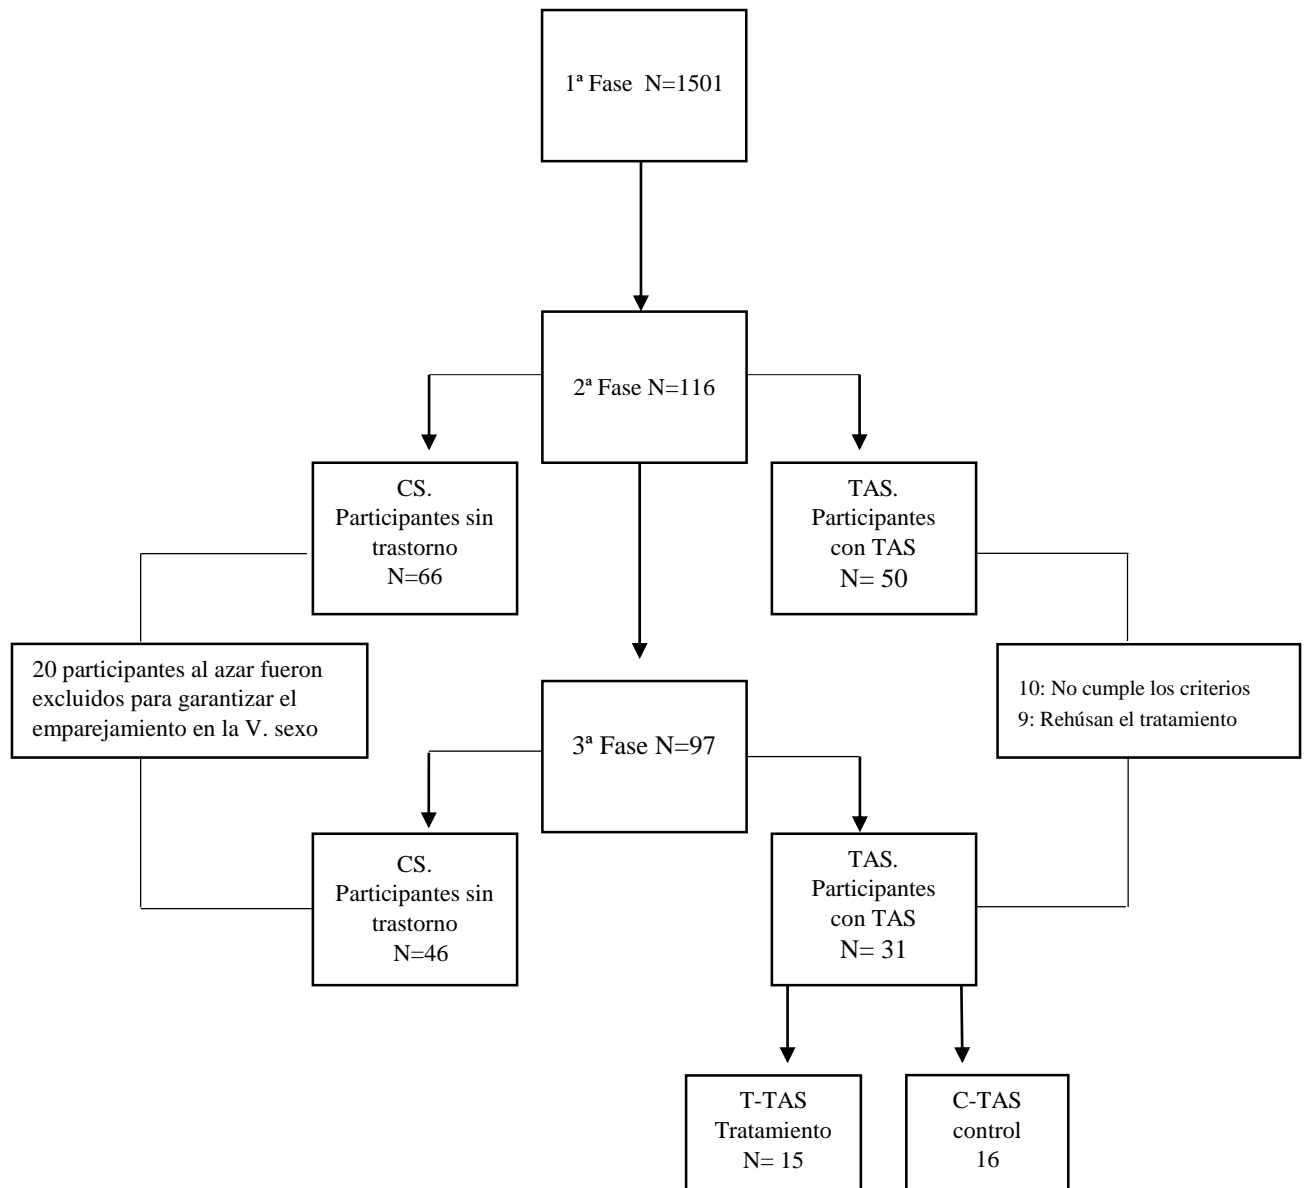 1ª Fase N=1501
2ª Fase N=116
CS.
Participantes sin
trastorno
N=66
TAS.
Participantes
con TAS
N= 50
20 participantes al azar fueron
excluidos para garantizar el
emparejamiento en la V. sexo
10: No cumple los criterios
9: Rehúsan el tratamiento
3ª Fase N=97
CS.
Participantes sin
trastorno
N=46
TAS.
Participantes
con TAS
N= 31
T-TAS
Tratamiento
N= 15
C-TAS
control
16